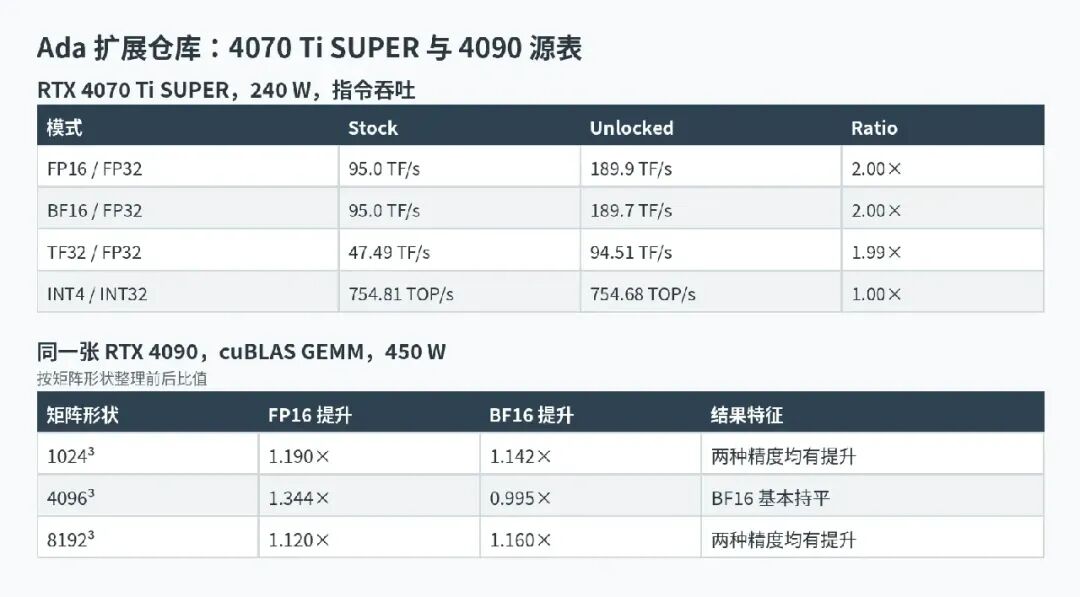 Ada 扩展仓库：4070 Ti SUPER 与 4090 源表
RTX 4070 Ti SUPER，240 W，指令吞吐
模式 Stock Unlocked Ratio
FP16 / FP32 95.0 TF/s 189.9 TF/s 2.00×
BF16 / FP32 95.0 TF/s 189.7 TF/s 2.00×
TF32 / FP32 47.49 TF/s 94.51 TF/s 1.99×
INT4 / INT32 754.81 TOP/s 754.68 TOP/s 1.00×
同一张 RTX 4090，cuBLAS GEMM，450 W
按矩阵形状整理前后比值
矩阵形状 FP16 提升 BF16 提升 结果特征
1024³ 1.190× 1.142× 两种精度均有提升
4096³ 1.344× 0.995× BF16 基本持平
8192³ 1.120× 1.160× 两种精度均有提升